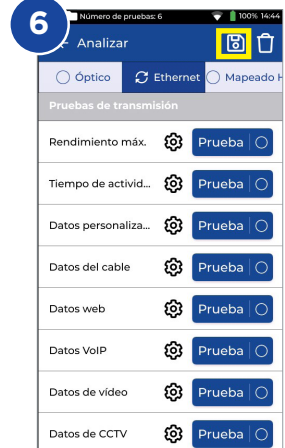 6
Número de pruebas: 6 100% 14:44
Analizar
Óptico Ethernet Mapeado H
Pruebas de transmisión
Rendimiento máx. Prueba
Tiempo de activid... Prueba
Datos personaliza... Prueba
Datos del cable Prueba
Datos web Prueba
Datos VoIP Prueba
Datos de vídeo Prueba
Datos de CCTV Prueba